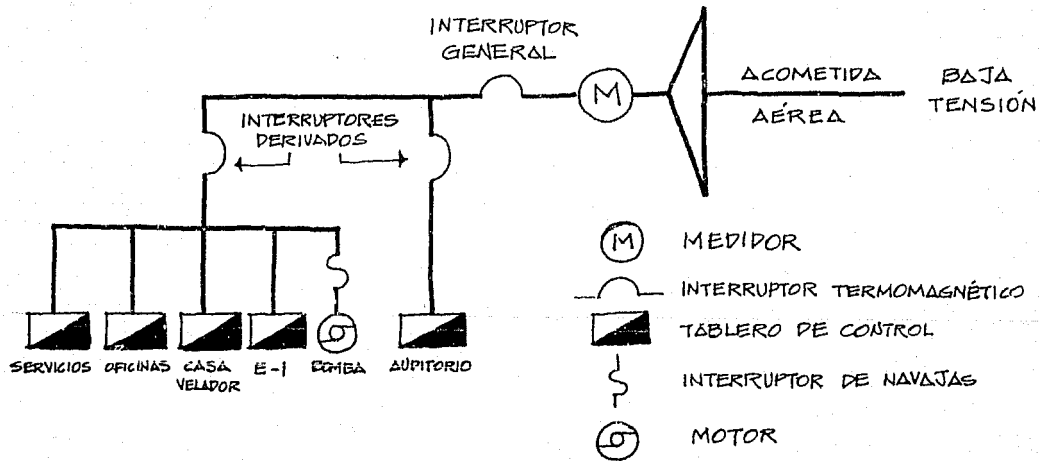 INTERRUPTOR
GENERAL
M
ACOMETIDA
AÉREA
BAJA
TENSIÓN
INTERRUPTORES
DERIVADOS
SERVICIOS
OFICINAS
CASA
VELADOR
E-1
BOMBA
AUDITORIO
M MEDIDOR
INTERRUPTOR TERMOMAGNÉTICO
TABLERO DE CONTROL
INTERRUPTOR DE NAVAJAS
MOTOR